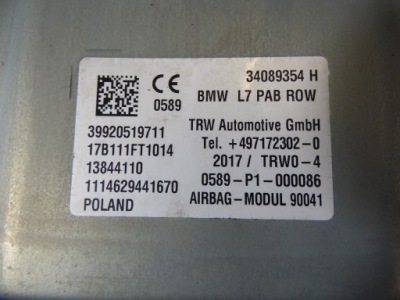 34089354 H
CE BMW L7 PAB ROW
0589
39920519711 TRW Automotive GmbH
17B111FT1014 Tel. +497172302-0
13844110 2017/ TRW0-4
1114629441670 0589-P1-000086
POLAND AIRBAG-MODUL 90041